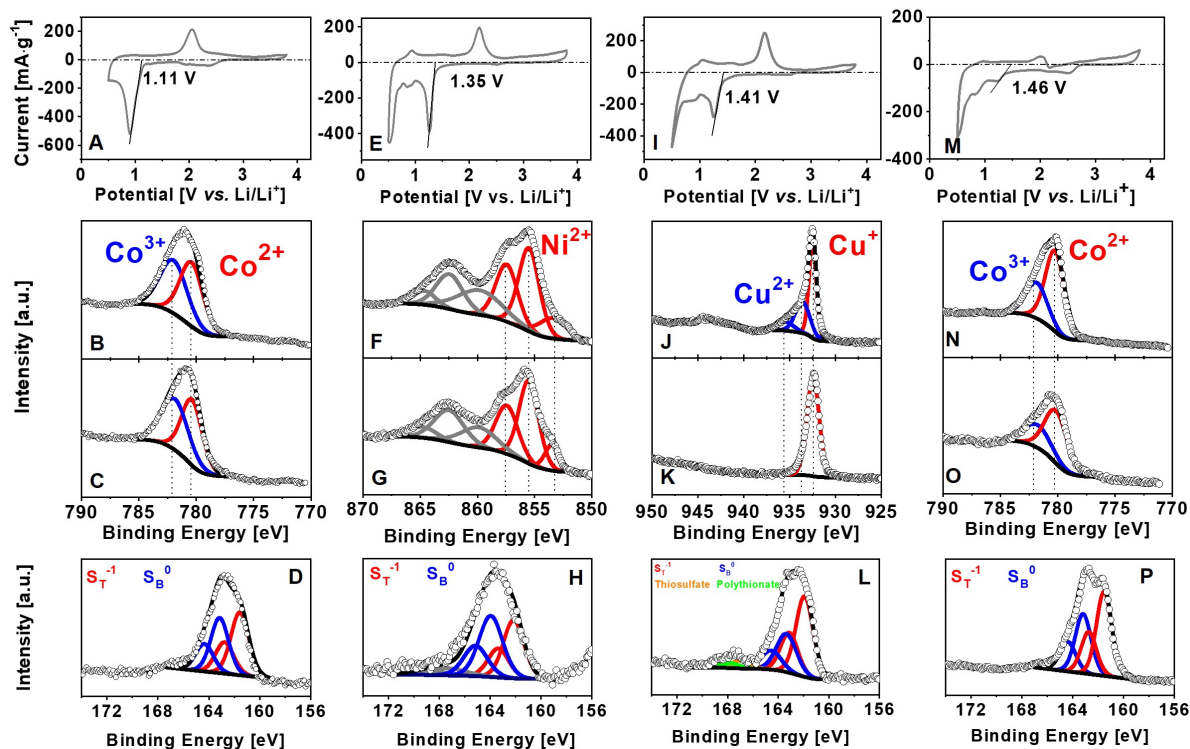 Current [mA·g⁻¹]
200
0
-200
-400
-600
1.11 V
A
0 1 2 3 4
Potential [V vs. Li/Li⁺]
200
0
-200
-400
1.35 V
E
0 1 2 3 4
Potential [V vs. Li/Li⁺]
200
0
-200
-400
1.41 V
I
0 1 2 3 4
Potential [V vs. Li/Li⁺]
200
0
-200
-400
1.46 V
M
0 1 2 3 4
Potential [V vs. Li/Li⁺]
Intensity [a.u.]
Co³⁺
Co²⁺
B
C
790 785 780 775 770
Binding Energy [eV]
Ni²⁺
F
G
870 865 860 855 850
Binding Energy [eV]
Cu⁺
Cu²⁺
J
K
950 945 940 935 930 925
Binding Energy [eV]
Co³⁺
Co²⁺
N
O
790 785 780 775 770
Binding Energy [eV]
Intensity [a.u.]
S_T⁻¹ S_B⁰
D
172 168 164 160 156
Binding Energy [eV]
S_T⁻¹ S_B⁰
H
172 168 164 160 156
Binding Energy [eV]
S_T⁻¹ S_B⁰
Thiosulfate Polythionate
L
172 168 164 160 156
Binding Energy [eV]
S_T⁻¹ S_B⁰
P
172 168 164 160 156
Binding Energy [eV]